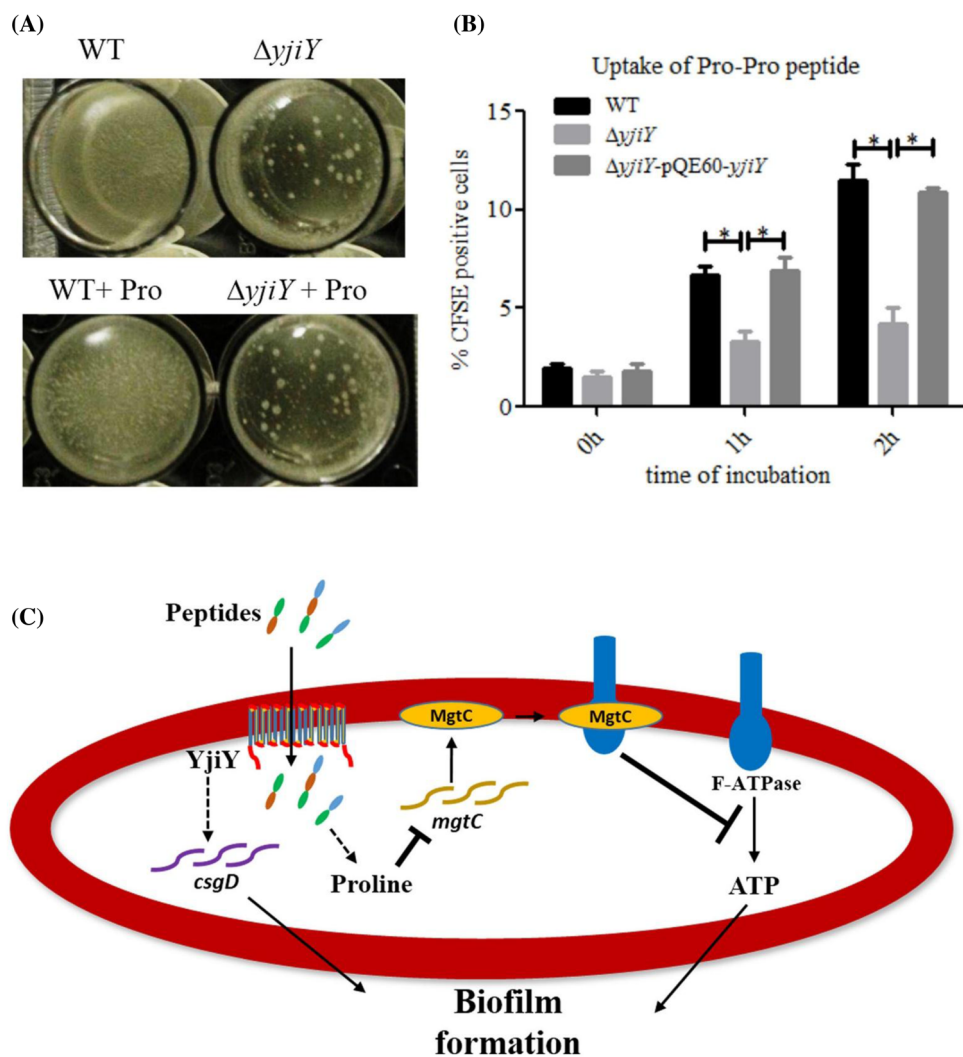 (A)
WT
ΔyjiY
WT+ Pro
ΔyjiY + Pro
(B)
Uptake of Pro-Pro peptide
WT
ΔyjiY
ΔyjiY-pQE60-yjiY
% CFSE positive cells
15
10
5
0
* *
* *
0h
1h
2h
time of incubation
(C)
Peptides
YjiY
csgD
Proline
mgtC
MgtC
MgtC
F-ATPase
ATP
Biofilm
formation